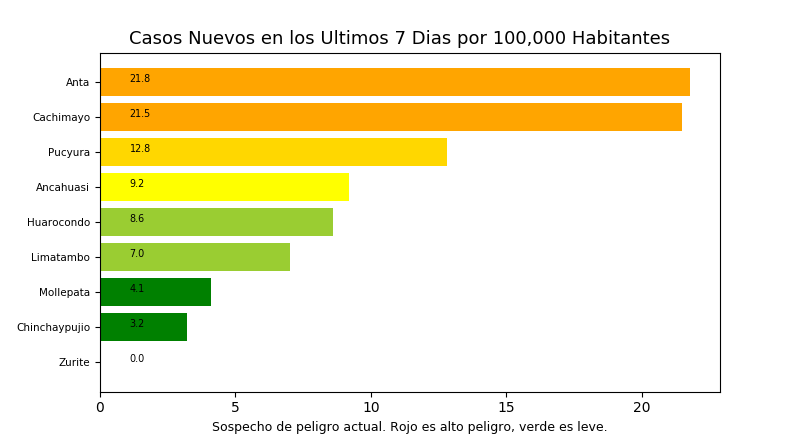 Casos Nuevos en los Ultimos 7 Dias por 100,000 Habitantes
Anta 21.8
Cachimayo 21.5
Pucyura 12.8
Ancahuasi 9.2
Huarocondo 8.6
Limatambo 7.0
Mollepata 4.1
Chinchaypujio 3.2
Zurite 0.0
0 5 10 15 20
Sospecho de peligro actual. Rojo es alto peligro, verde es leve.